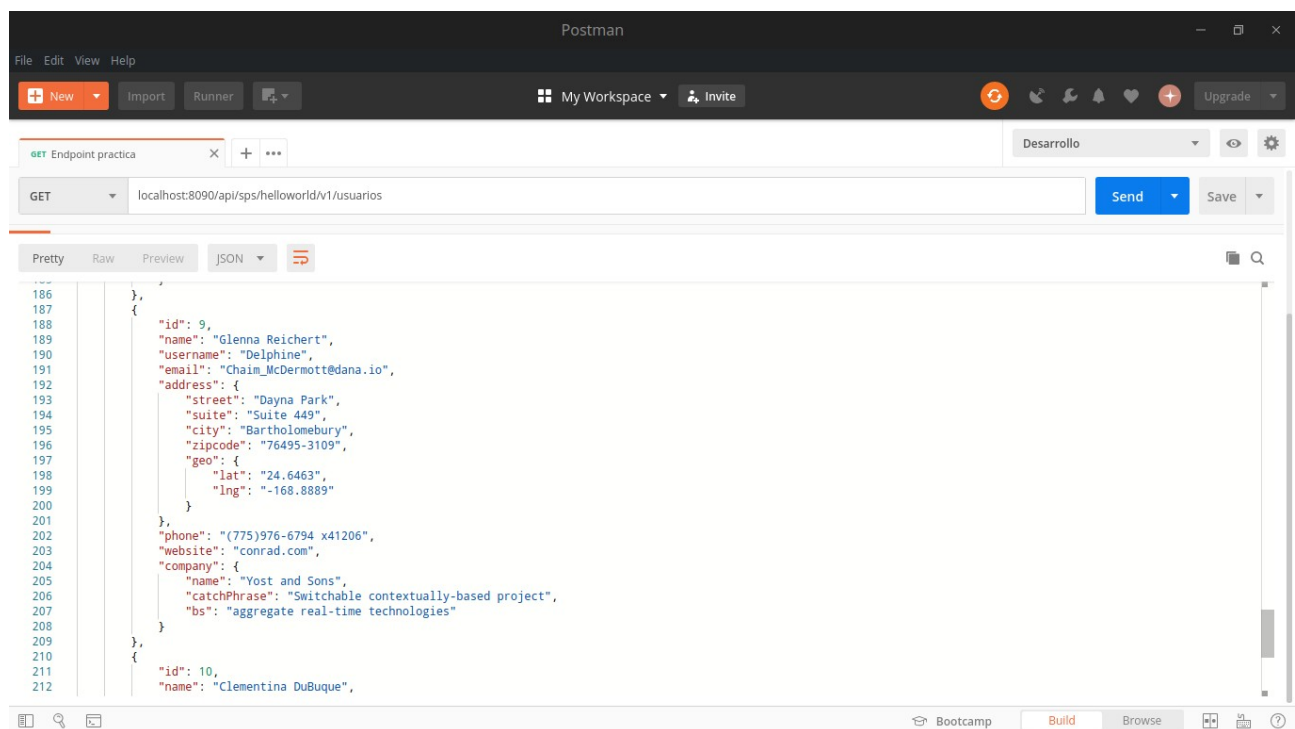 Postman
File Edit View Help
New Import Runner My Workspace Invite Upgrade
GET Endpoint practica Desarrollo
GET localhost:8090/api/sps/helloworld/v1/usuarios Send Save
Pretty Raw Preview JSON
186 },
187 {
188 "id": 9,
189 "name": "Glenna Reichert",
190 "username": "Delphine",
191 "email": "Chaim_McDermott@dana.io",
192 "address": {
193 "street": "Dayna Park",
194 "suite": "Suite 449",
195 "city": "Bartholomebury",
196 "zipcode": "76495-3109",
197 "geo": {
198 "lat": "24.6463",
199 "lng": "-168.8889"
200 }
201 },
202 "phone": "(775)976-6794 x41206",
203 "website": "conrad.com",
204 "company": {
205 "name": "Yost and Sons",
206 "catchPhrase": "Switchable contextually-based project",
207 "bs": "aggregate real-time technologies"
208 }
209 },
210 {
211 "id": 10,
212 "name": "Clementina DuBuque",
Bootcamp Build Browse